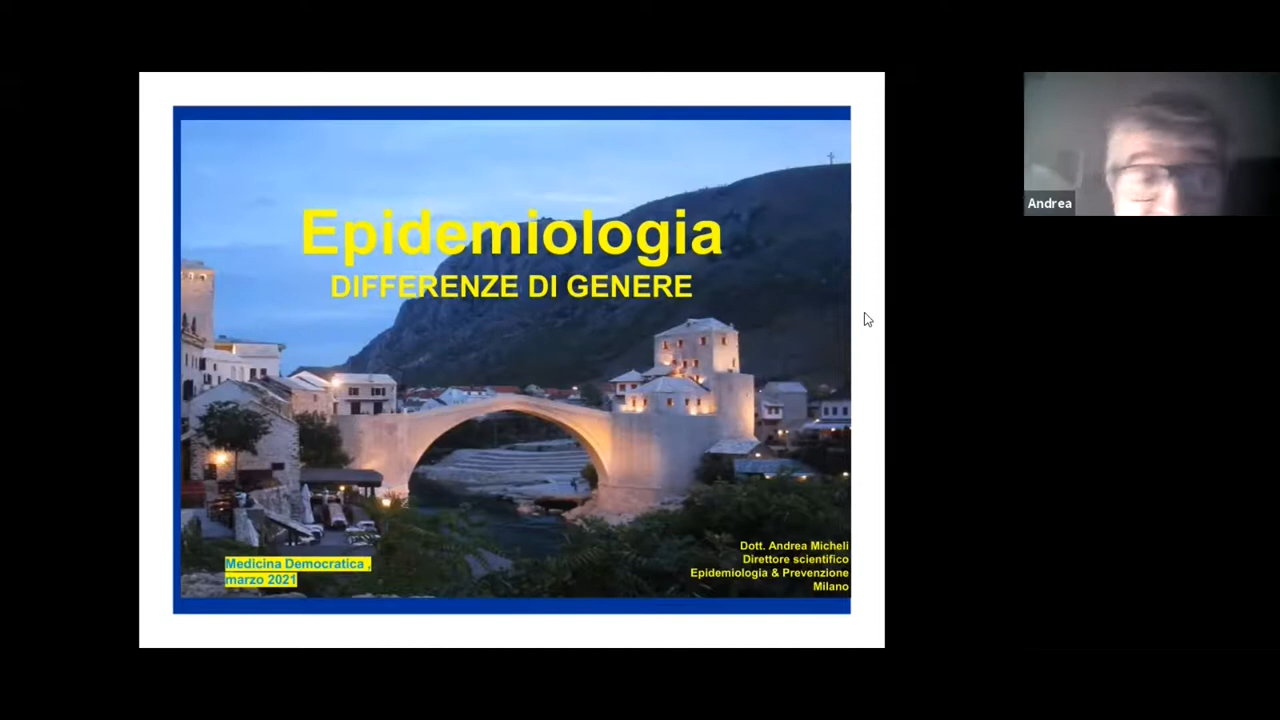 Epidemiologia
DIFFERENZE DI GENERE
Medicina Democratica ,
marzo 2021
Dott. Andrea Micheli
Direttore scientifico
Epidemiologia & Prevenzione
Milano
Andrea